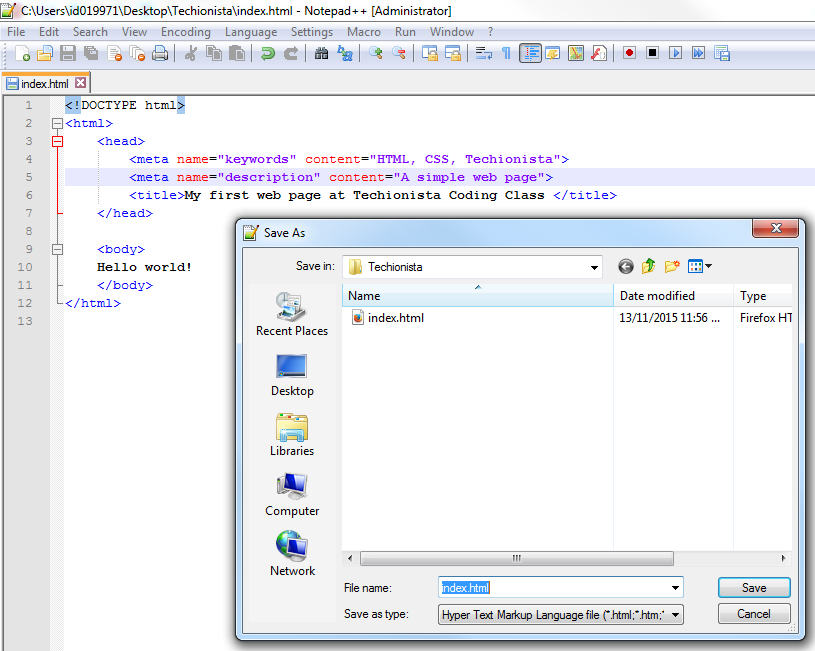 C:\Users\id019971\Desktop\Techionista\index.html - Notepad++ [Administrator]
File Edit Search View Encoding Language Settings Macro Run Window ?
index.html
1 <!DOCTYPE html>
2 <html>
3 <head>
4 <meta name="keywords" content="HTML, CSS, Techionista">
5 <meta name="description" content="A simple web page">
6 <title>My first web page at Techionista Coding Class </title>
7 </head>
8
9 <body>
10 Hello world!
11 </body>
12 </html>
13
Save As
Save in: Techionista
Name Date modified Type
index.html 13/11/2015 11:56 ... Firefox HT
Recent Places
Desktop
Libraries
Computer
Network
File name: index.html Save
Save as type: Hyper Text Markup Language file (*.html;*.htm;* Cancel